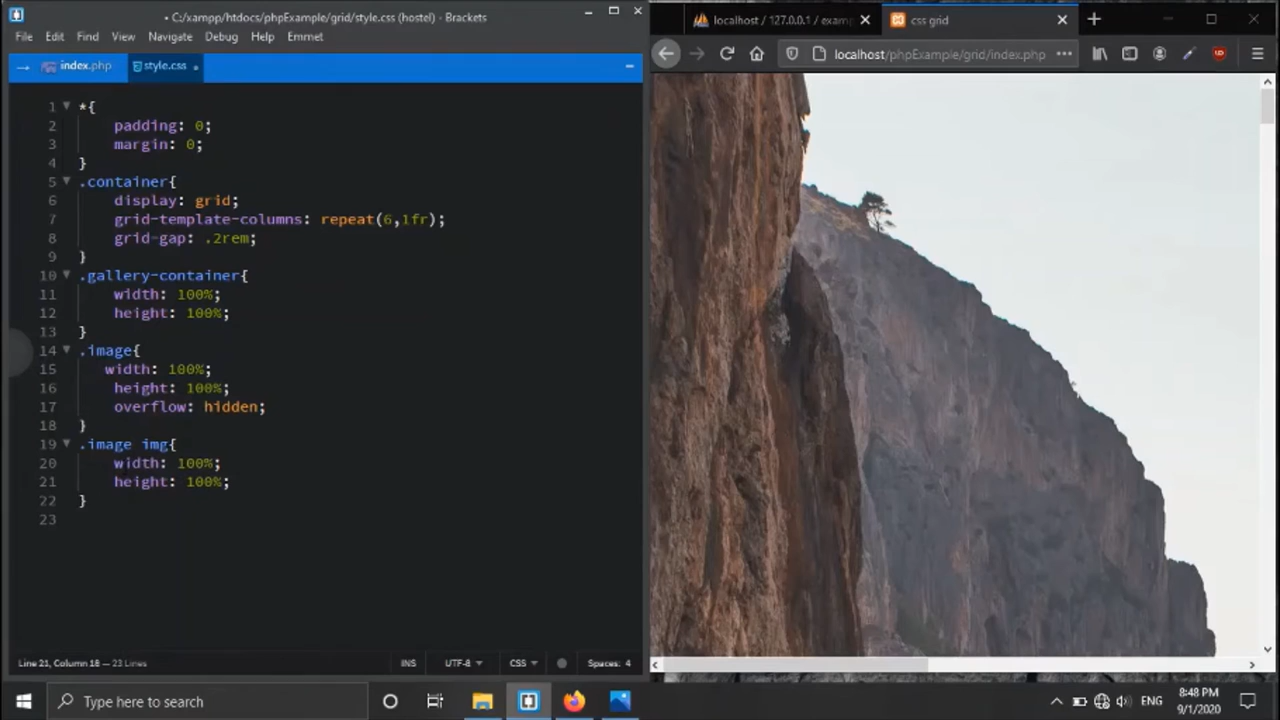 • C:/xampp/htdocs/phpExample/grid/style.css (hostel) - Brackets
File Edit Find View Navigate Debug Help Emmet
index.php style.css •
1 *{
2 padding: 0;
3 margin: 0;
4 }
5 .container{
6 display: grid;
7 grid-template-columns: repeat(6,1fr);
8 grid-gap: .2rem;
9 }
10 .gallery-container{
11 width: 100%;
12 height: 100%;
13 }
14 .image{
15 width: 100%;
16 height: 100%;
17 overflow: hidden;
18 }
19 .image img{
20 width: 100%;
21 height: 100%;
22 }
23
Line 21, Column 18 — 23 Lines
INS UTF-8 CSS Spaces: 4
localhost / 127.0.0.1 / examp
css grid
localhost/phpExample/grid/index.php
Type here to search
ENG
8:48 PM
9/1/2020